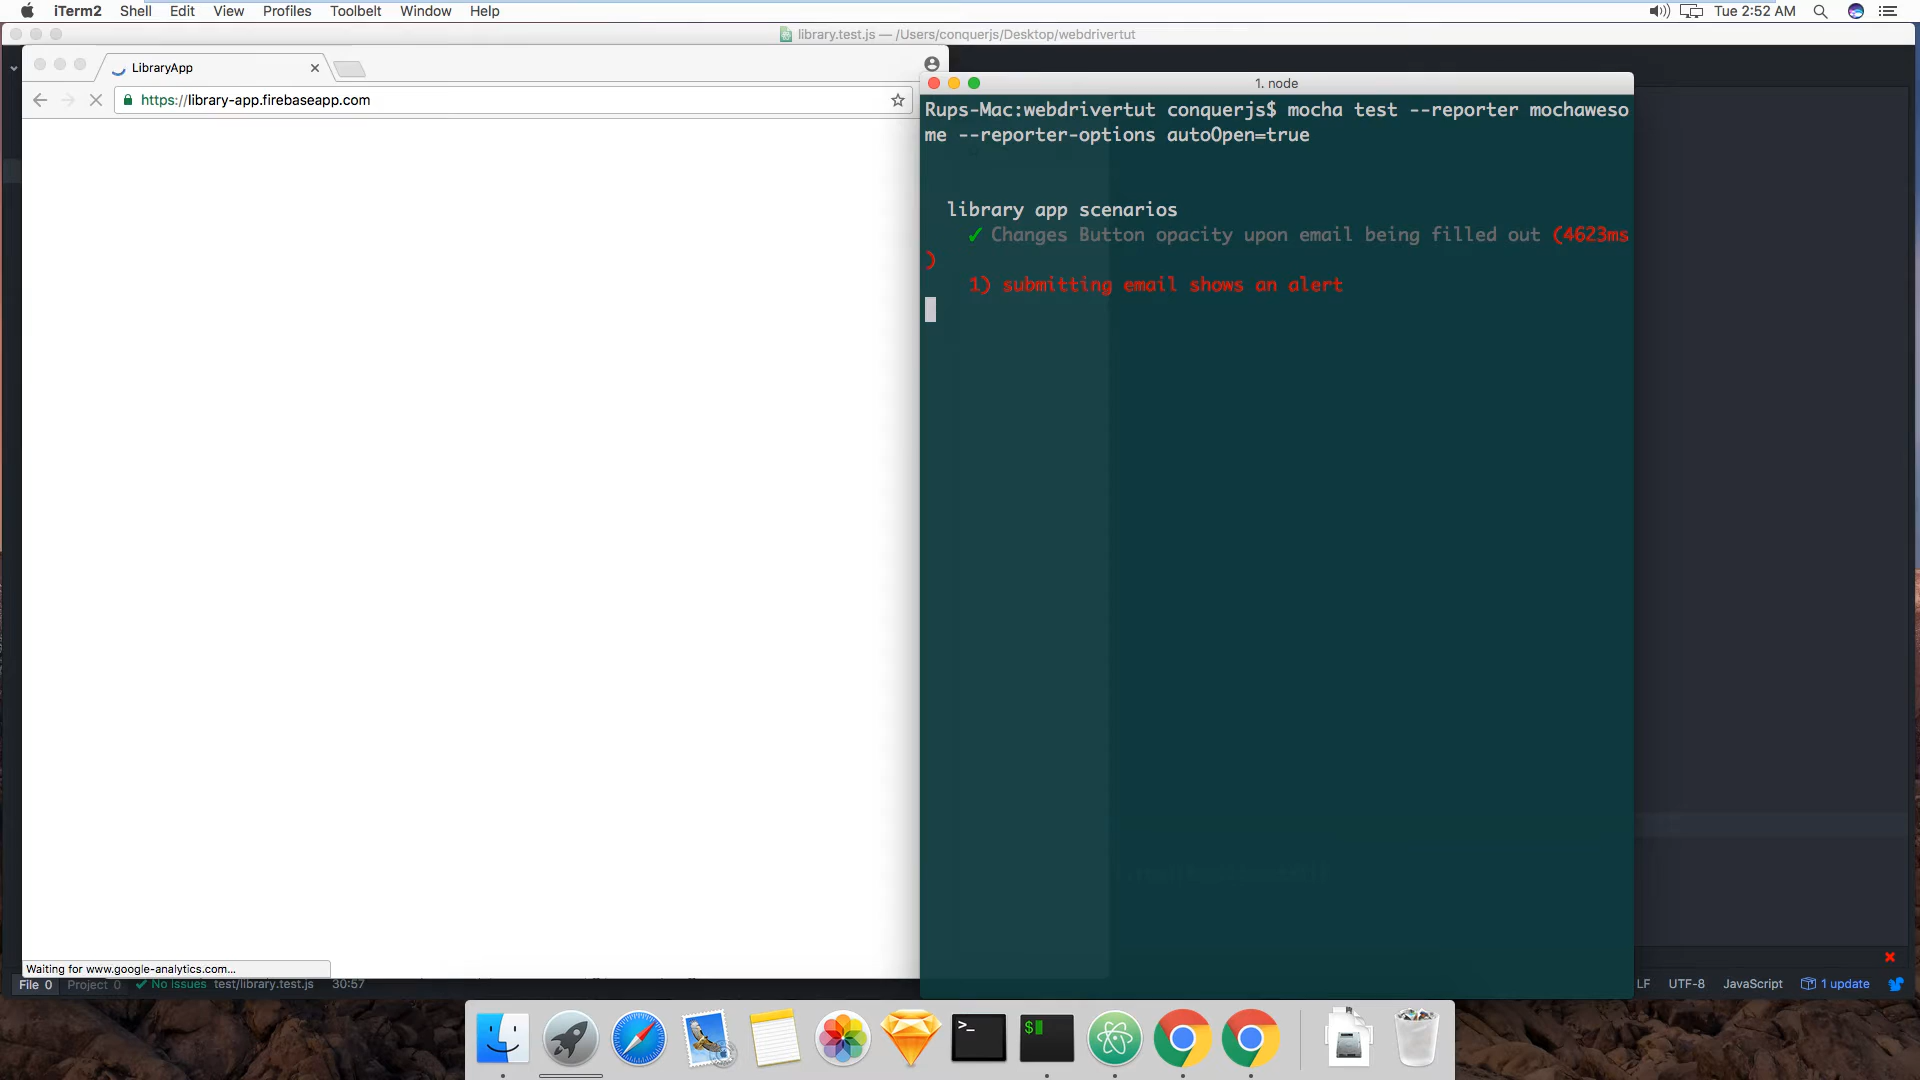 iTerm2 Shell Edit View Profiles Toolbelt Window Help Tue 2:52 AM
library.test.js — /Users/conquerjs/Desktop/webdrivertut
LibraryApp
https://library-app.firebaseapp.com
1. node
Rups-Mac:webdrivertut conquerjs$ mocha test --reporter mochaweso
me --reporter-options autoOpen=true
library app scenarios
✓ Changes Button opacity upon email being filled out (4623ms
)
1) submitting email shows an alert
Waiting for www.google-analytics.com...
File 0 Project 0 ✓ No Issues test/library.test.js 30:57 LF UTF-8 JavaScript 1 update
>_
$